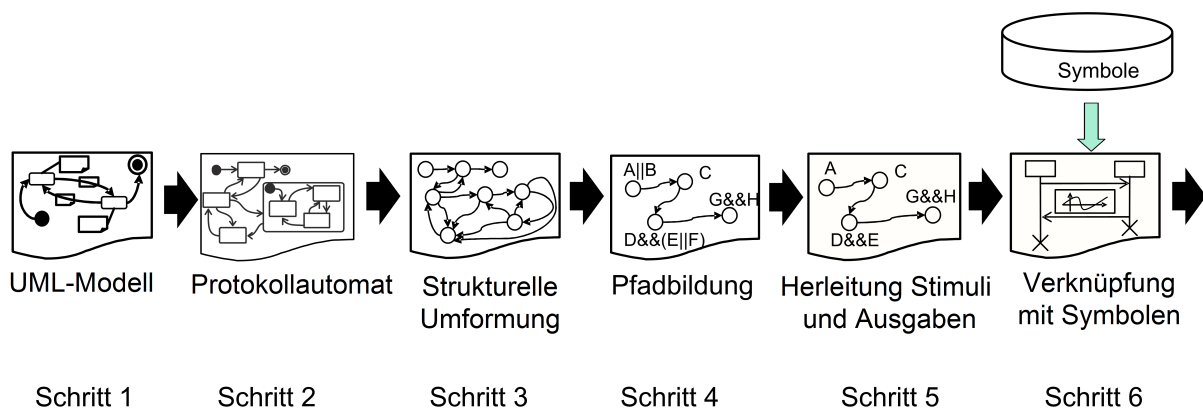 Symbole
A||B
C
G&&H
D&&(E||F)
A
C
G&&H
D&&E
UML-Modell
Protokollautomat
Strukturelle
Umformung
Pfadbildung
Herleitung Stimuli
und Ausgaben
Verknüpfung
mit Symbolen
Schritt 1
Schritt 2
Schritt 3
Schritt 4
Schritt 5
Schritt 6